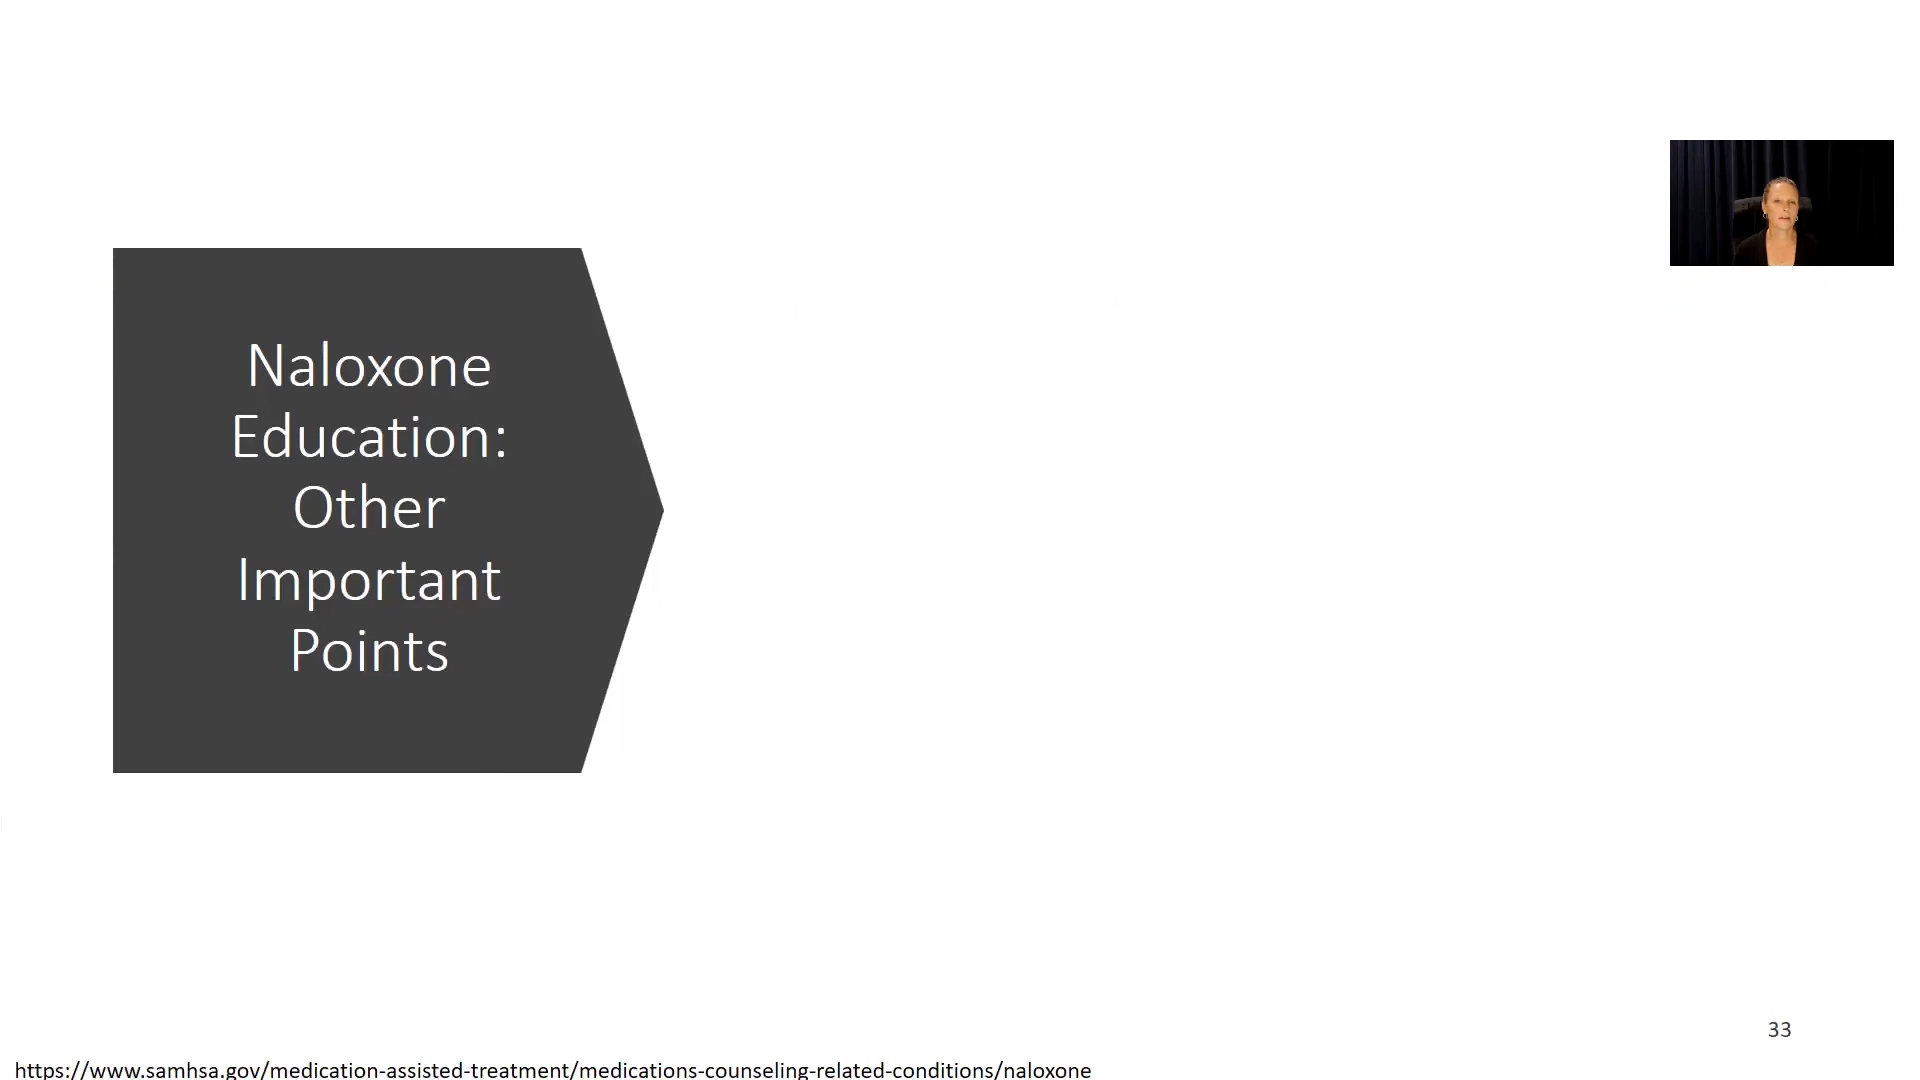 Naloxone
Education:
Other
Important
Points
33
https://www.samhsa.gov/medication-assisted-treatment/medications-counseling-related-conditions/naloxone